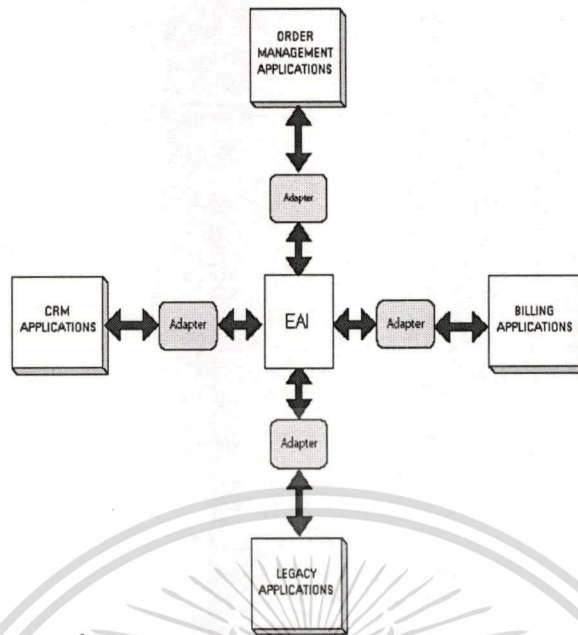 ORDER
MANAGEMENT
APPLICATIONS
Adapter
CRM
APPLICATIONS
Adapter
EAI
Adapter
BILLING
APPLICATIONS
Adapter
LEGACY
APPLICATIONS